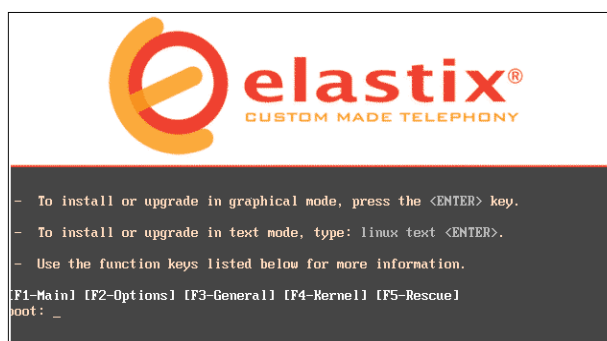 elastix®
CUSTOM MADE TELEPHONY
- To install or upgrade in graphical mode, press the <ENTER> key.
- To install or upgrade in text mode, type: linux text <ENTER>.
- Use the function keys listed below for more information.
[F1-Main] [F2-Options] [F3-General] [F4-Kernel] [F5-Rescue]
boot: _